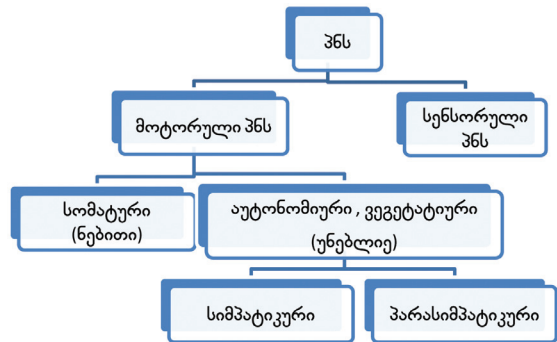 პნს
მოტორული პნს
სენსორული
პნს
სომატური
(ნებითი)
აუტონომიური , ვეგეტატიური
(უნებლიე)
სიმპატიკური
პარასიმპატიკური